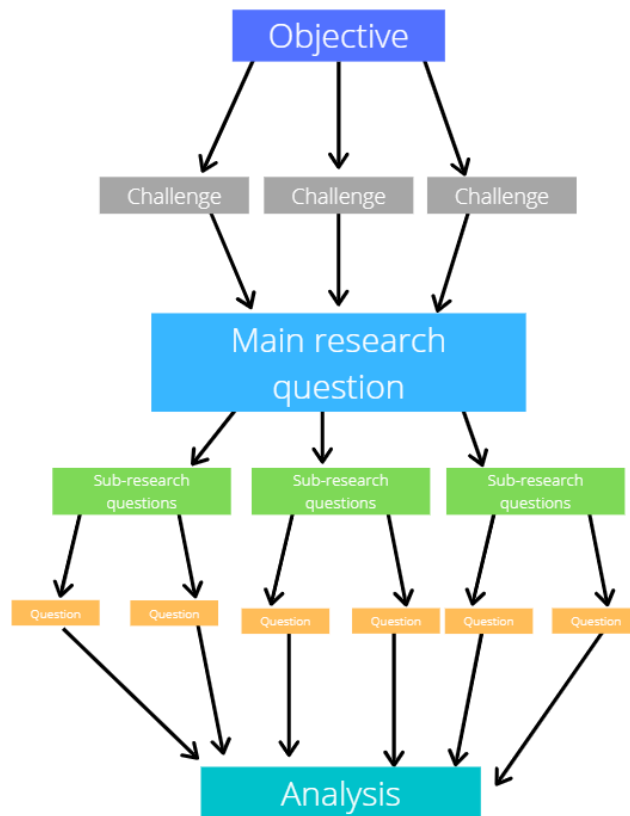 Objective
Challenge
Challenge
Challenge
Main research
question
Sub-research
questions
Sub-research
questions
Sub-research
questions
Question
Question
Question
Question
Question
Question
Analysis